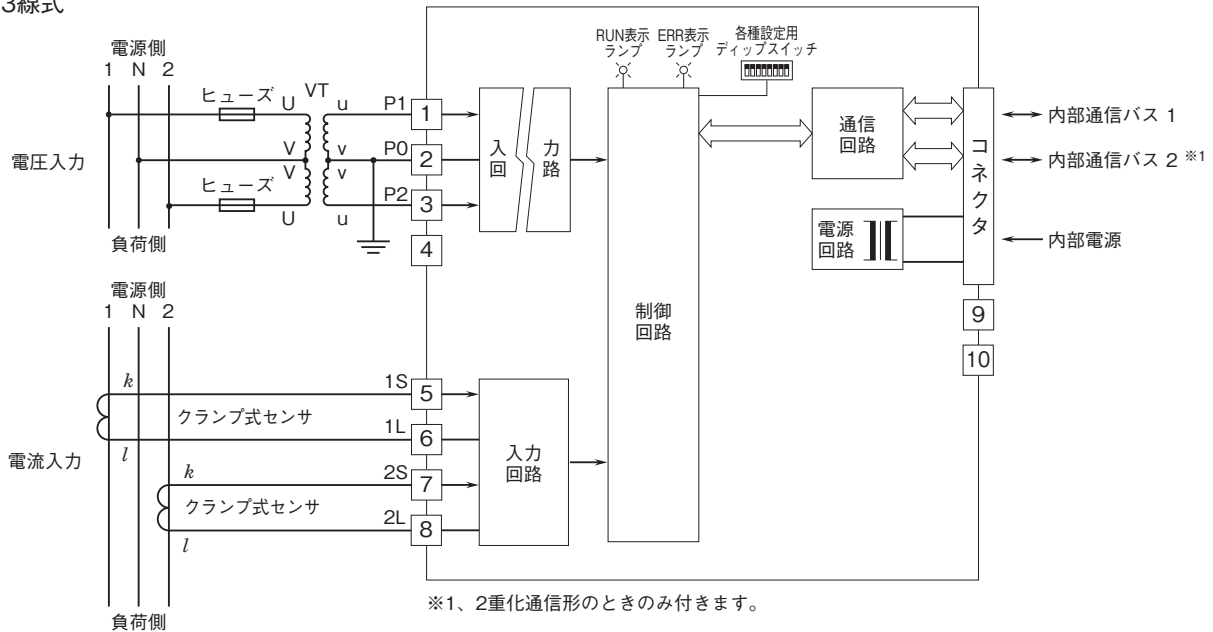 3線式
電源側
1 N 2
ヒューズ
U
VT
u
P1
1
V
v
P0
2
V
v
ヒューズ
P2
3
U
u
4
電圧入力
負荷側
入力
回路
RUN表示
ランプ
ERR表示
ランプ
各種設定用
ディップスイッチ
制御
回路
通信
回路
電源
回路
コネクタ
内部通信バス 1
内部通信バス 2 ※1
内部電源
9
10
電源側
1 N 2
k
1S
5
クランプ式センサ
1L
6
l
電流入力
k
2S
7
クランプ式センサ
2L
8
l
入力
回路
負荷側
※1、2重化通信形のときのみ付きます。